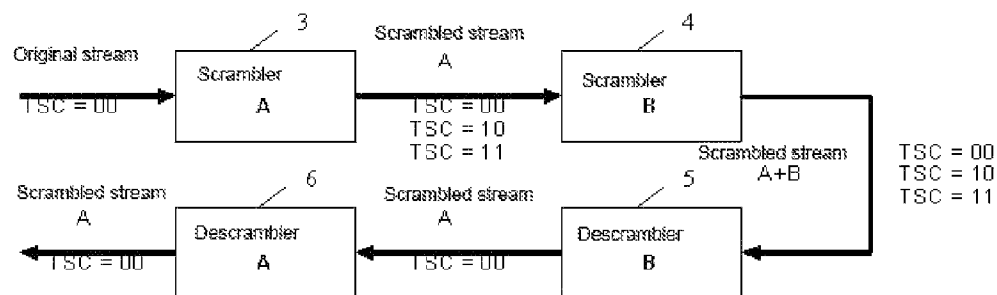 3
Original stream
TSC = 00
Scrambler
A
Scrambled stream
A
TSC = 00
TSC = 10
TSC = 11
4
Scrambler
B
Scrambled stream
A+B
TSC = 00
TSC = 10
TSC = 11
5
Descrambler
B
Scrambled stream
A
TSC = 00
6
Descrambler
A
Scrambled stream
A
TSC = 00